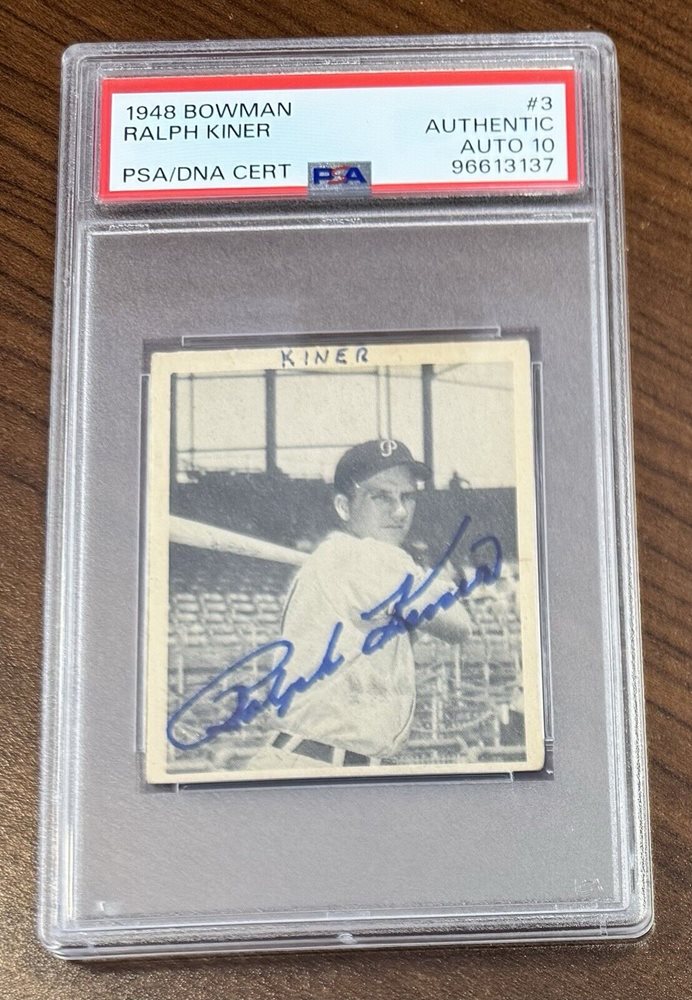 1948 BOWMAN #3
RALPH KINER AUTHENTIC
AUTO 10
PSA/DNA CERT PSA 96613137
KINER
P
Ralph Kiner